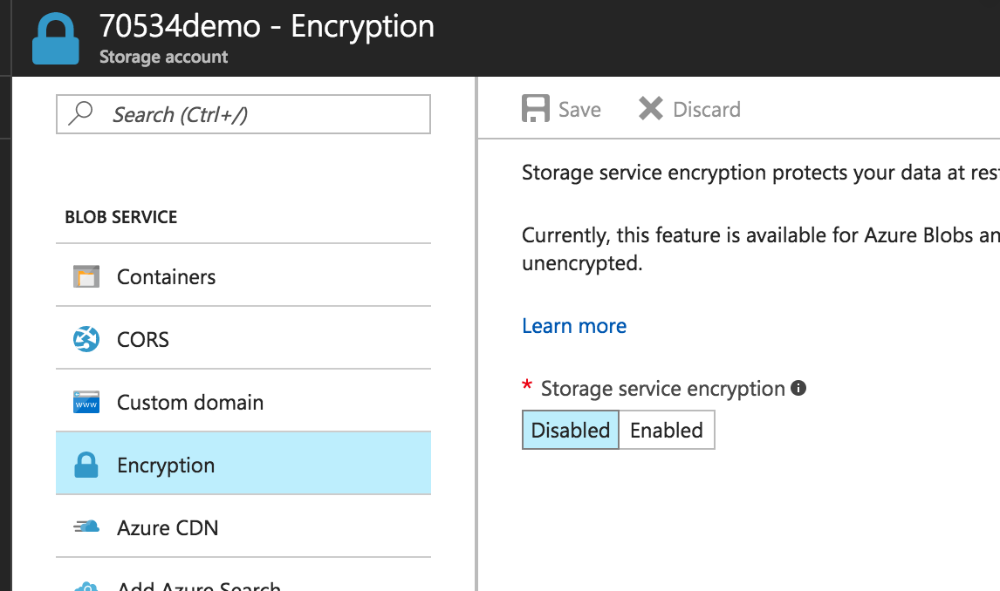 70534demo - Encryption
Storage account
Search (Ctrl+/)
BLOB SERVICE
Containers
CORS
www
Custom domain
Encryption
Azure CDN
Add Azure Search
Save
Discard
Storage service encryption protects your data at res
Currently, this feature is available for Azure Blobs an
unencrypted.
Learn more
* Storage service encryption
Disabled
Enabled